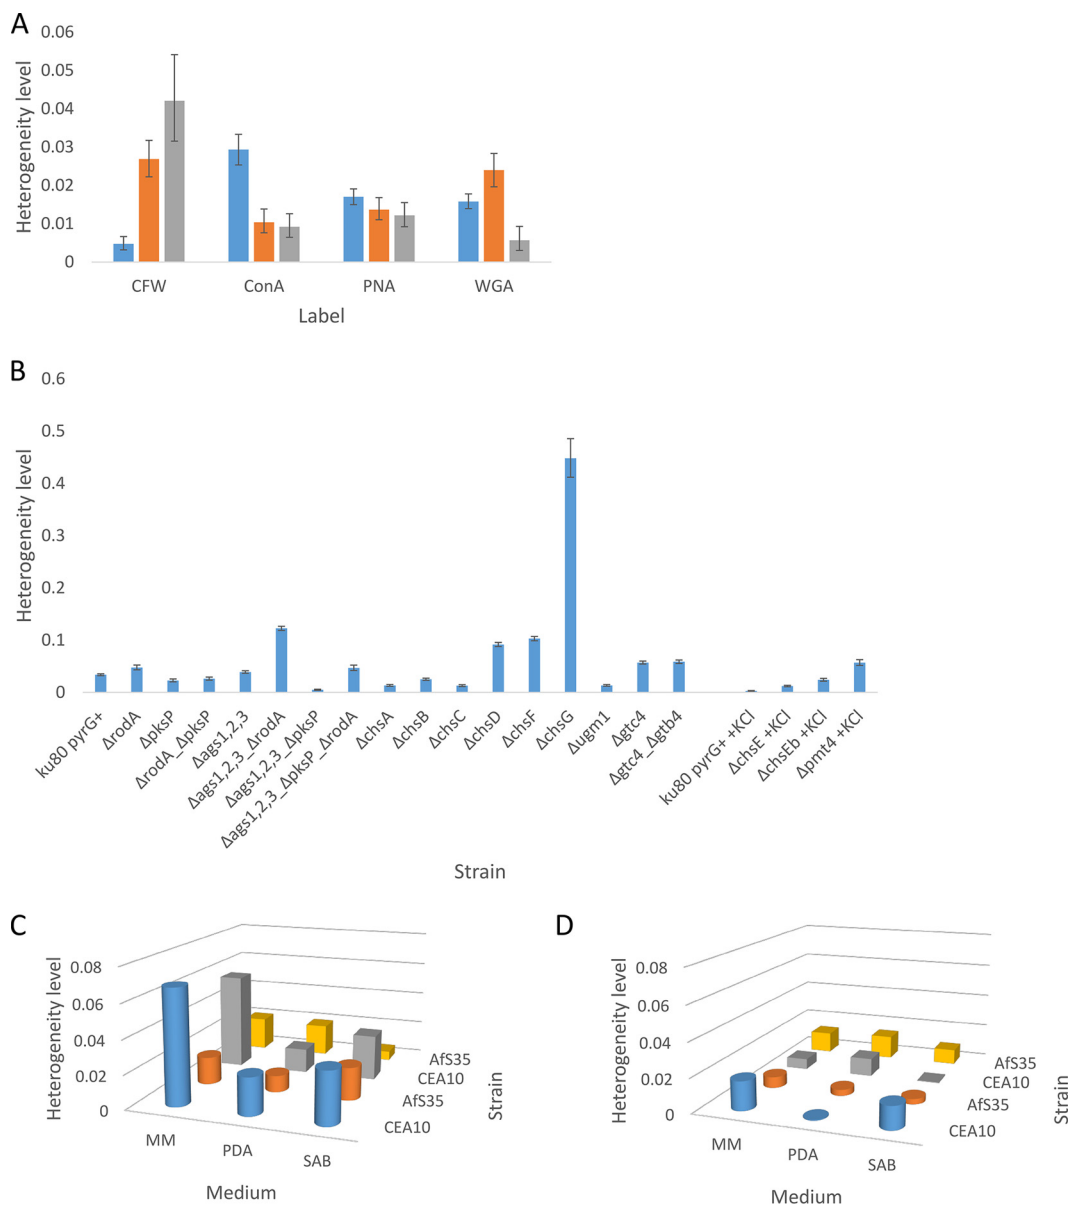 A
Heterogeneity level
0.06
0.05
0.04
0.03
0.02
0.01
0
CFW
ConA
PNA
WGA
Label
B
Heterogeneity level
0.6
0.5
0.4
0.3
0.2
0.1
0
ku80 pyrG+
ΔrodA
ΔpksP
ΔrodA_ΔpksP
Δags1,2,3
Δags1,2,3_ΔrodA
Δags1,2,3_ΔpksP
Δags1,2,3_ΔpksP_ΔrodA
ΔchsA
ΔchsB
ΔchsC
ΔchsD
ΔchsF
ΔchsG
Δugm1
Δgtc4
Δgtc4_Δgtb4
ku80 pyrG+ +KCl
ΔchsE +KCl
ΔchsEb +KCl
Δpmt4 +KCl
Strain
C
Heterogeneity level
0.08
0.06
0.04
0.02
0
MM
PDA
SAB
Medium
AfS35
CEA10
AfS35
CEA10
Strain
D
Heterogeneity level
0.08
0.06
0.04
0.02
0
MM
PDA
SAB
Medium
AfS35
CEA10
AfS35
CEA10
Strain